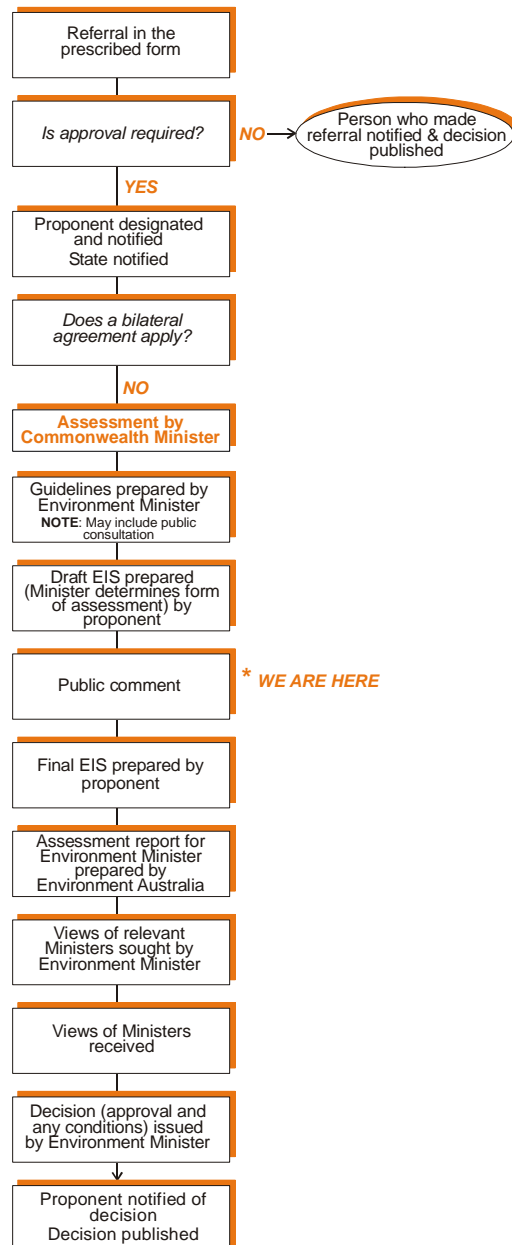 Referral in the
prescribed form
Is approval required?
NO
Person who made
referral notified & decision
published
YES
Proponent designated
and notified
State notified
Does a bilateral
agreement apply?
NO
Assessment by
Commonwealth Minister
Guidelines prepared by
Environment Minister
NOTE: May include public
consultation
Draft EIS prepared
(Minister determines form
of assessment) by
proponent
Public comment
* WE ARE HERE
Final EIS prepared by
proponent
Assessment report for
Environment Minister
prepared by
Environment Australia
Views of relevant
Ministers sought by
Environment Minister
Views of Ministers
received
Decision (approval and
any conditions) issued
by Environment Minister
Proponent notified of
decision
Decision published